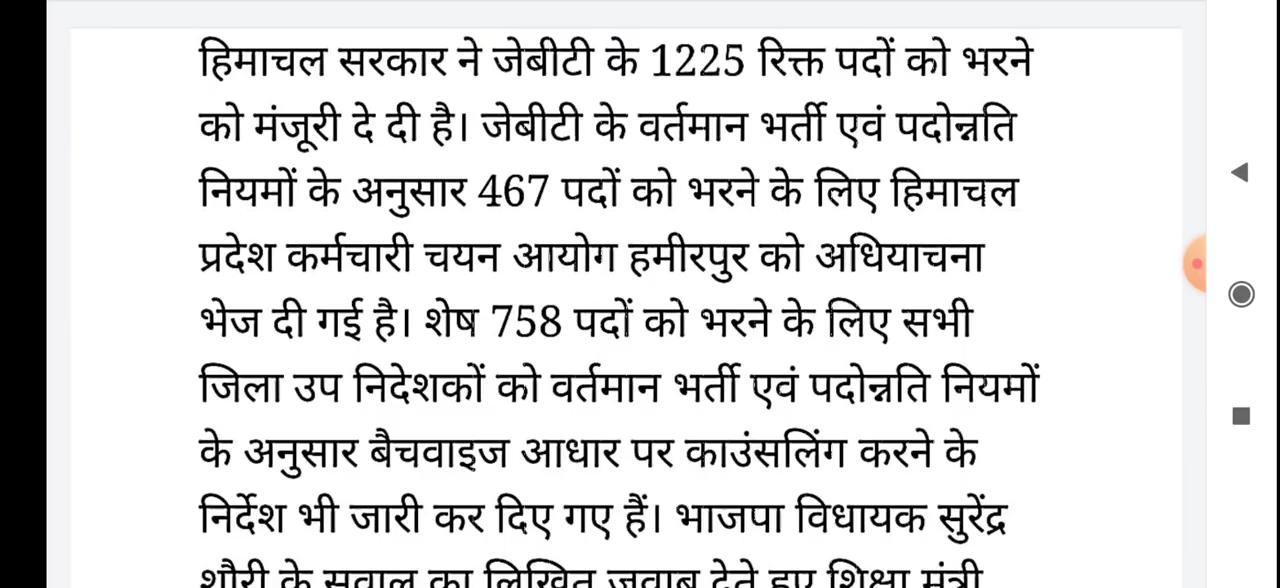 हिमाचल सरकार ने जेबीटी के 1225 रिक्त पदों को भरने
को मंजूरी दे दी है। जेबीटी के वर्तमान भर्ती एवं पदोन्नति
नियमों के अनुसार 467 पदों को भरने के लिए हिमाचल
प्रदेश कर्मचारी चयन आयोग हमीरपुर को अधियाचना
भेज दी गई है। शेष 758 पदों को भरने के लिए सभी
जिला उप निदेशकों को वर्तमान भर्ती एवं पदोन्नति नियमों
के अनुसार बैचवाइज आधार पर काउंसलिंग करने के
निर्देश भी जारी कर दिए गए हैं। भाजपा विधायक सुरेंद्र
शौरी के सवाल का लिखित जवाब देते हुए शिक्षा मंत्री